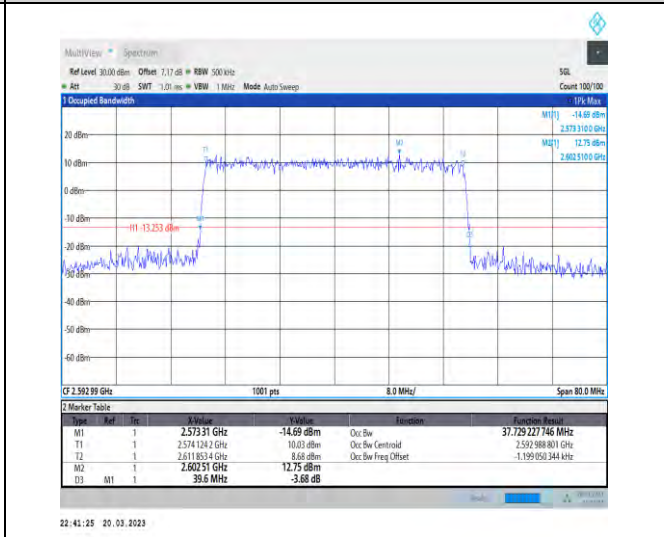 MultiView Spectrum
Ref Level 30.00 dBm Offset 7.17 dB RBW 500 kHz SGL
Att 30 dB SWT 1.01 ms VBW 1 MHz Mode Auto Sweep Count 100/100
1 Occupied Bandwidth 1Pk Max
M1[1] -14.69 dBm
2.573 310 0 GHz
M2[1] 12.75 dBm
2.602 510 0 GHz
20 dBm
10 dBm
0 dBm
-10 dBm
H1 -13.253 dBm
-20 dBm
-30 dBm
-40 dBm
-50 dBm
-60 dBm
CF 2.592 99 GHz 1001 pts 8.0 MHz/ Span 80.0 MHz
2 Marker Table
Type Ref Trc X-Value Y-Value Function Function Result
M1 1 2.573 31 GHz -14.69 dBm Occ Bw 37.729 227 746 MHz
T1 1 2.574 124 2 GHz 10.03 dBm Occ Bw Centroid 2.592 988 801 GHz
T2 1 2.611 853 4 GHz 8.68 dBm Occ Bw Freq Offset -1.199 050 344 kHz
M2 1 2.602 51 GHz 12.75 dBm
D3 M1 1 39.6 MHz -3.68 dB
22:41:25 20.03.2023